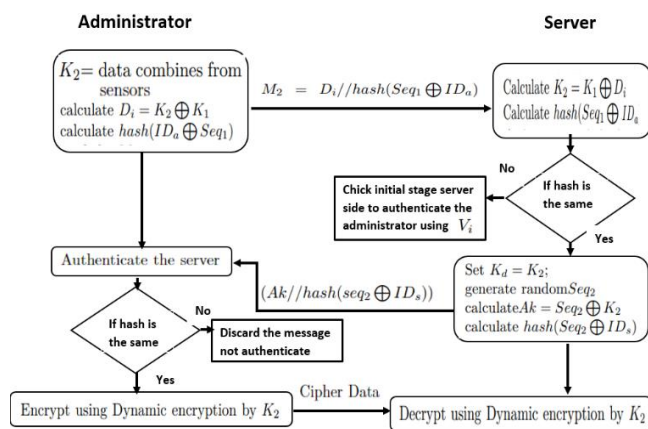 Administrator
Server
K₂= data combines from
sensors
calculate Dᵢ = K₂ ⨁ K₁
calculate hash(IDₐ ⨁ Seq₁)
M₂ = Dᵢ//hash(Seq₁ ⨁ IDₐ)
Calculate K₂ = K₁ ⨁ Dᵢ
Calculate hash(Seq₁ ⨁ IDₐ
No
If hash is
the same
Chick initial stage server
side to authenticate the
administrator using Vᵢ
Yes
Authenticate the server
(Ak//hash(seq₂ ⨁ IDₛ))
Set K_d = K₂;
generate randomSeq₂
calculateAk = Seq₂ ⨁ K₂
calculate hash(Seq₂ ⨁ IDₛ)
If hash is
the same
No
Discard the message
not authenticate
Yes
Encrypt using Dynamic encryption by K₂
Cipher Data
Decrypt using Dynamic encryption by K₂